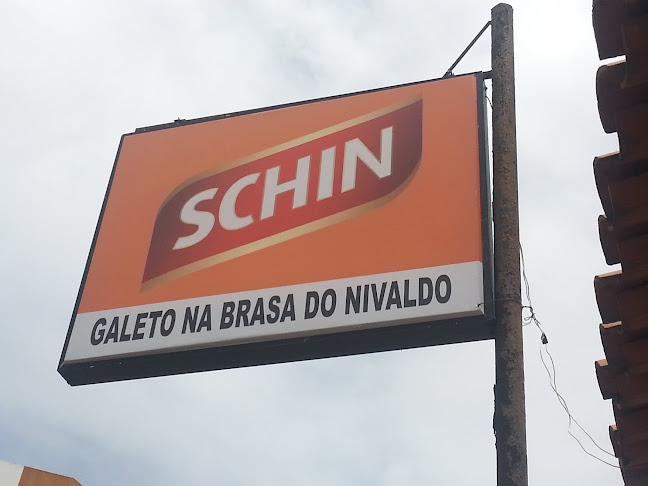 SCHIN
GALETO NA BRASA DO NIVALDO